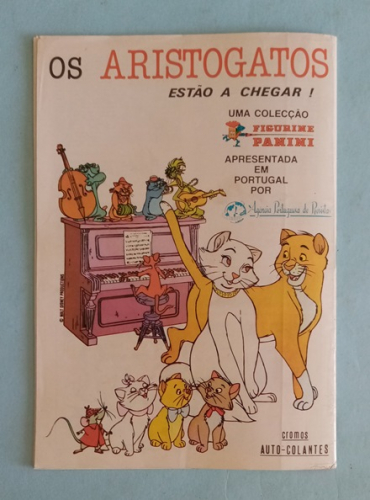 OS ARISTOGATOS
ESTÃO A CHEGAR !
UMA COLECÇÃO
FIGURINE
PANINI
APRESENTADA
EM
PORTUGAL
POR
Agência Portuguesa de Revistas
cromos
AUTO-COLANTES